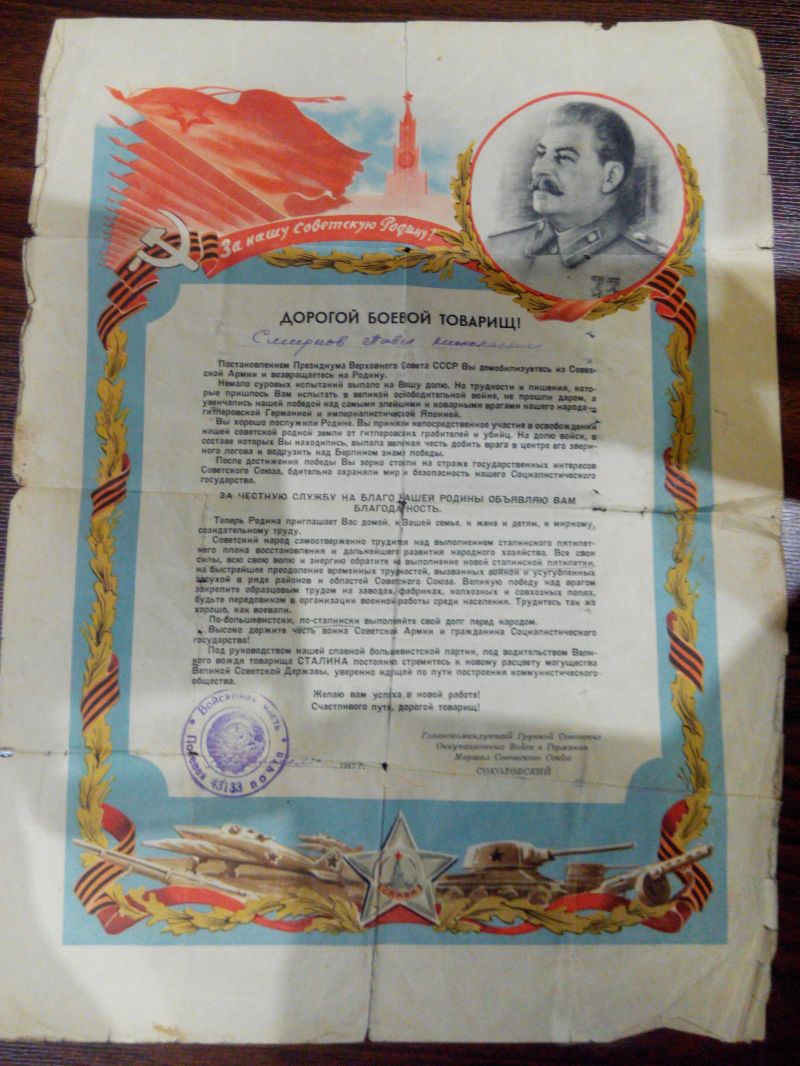 За нашу Советскую Родину!
ДОРОГОЙ БОЕВОЙ ТОВАРИЩ!
Смирнов Павел Николаевич
Постановлением Президиума Верховного Совета СССР Вы демобилизуетесь из Совет-
ской Армии и возвращаетесь на Родину.
Немало суровых испытаний выпало на Вашу долю. Но трудности и лишения, кото-
рые пришлось Вам испытать в великой освободительной войне, не прошли даром, а
увенчались нашей победой над самыми злейшими и коварными врагами нашего народа —
гитлеровской Германией и империалистической Японией.
Вы хорошо послужили Родине. Вы приняли непосредственное участие в освобождении
нашей советской родной земли от гитлеровских грабителей и убийц. На долю войск, в
составе которых Вы находились, выпала великая честь добить врага в центре его звери-
ного логова и водрузить над Берлином знамя победы.
После достижения победы Вы зорко стояли на страже государственных интересов
Советского Союза, бдительно охраняли мир и безопасность нашего Социалистического
государства.
ЗА ЧЕСТНУЮ СЛУЖБУ НА БЛАГО НАШЕЙ РОДИНЫ ОБЪЯВЛЯЮ ВАМ
БЛАГОДАРНОСТЬ.
Теперь Родина приглашает Вас домой, к Вашей семье, к жене и детям, к мирному,
созидательному труду.
Советский народ самоотверженно трудится над выполнением сталинского пятилет-
него плана восстановления и дальнейшего развития народного хозяйства. Все свои
силы, всю свою волю и энергию обратите на выполнение новой сталинской пятилетки,
на быстрейшее преодоление временных трудностей, вызванных войной и усугубленных
засухой в ряде районов и областей Советского Союза. Великую победу над врагом
закрепите образцовым трудом на заводах, фабриках, колхозных и совхозных полях,
будьте передовиком в организации военной работы среди населения. Трудитесь так же
хорошо, как воевали.
По-большевистски, по-сталински выполняйте свой долг перед народом.
Высоко держите честь воина Советской Армии и гражданина Социалистического
государства!
Под руководством нашей славной большевистской партии, под водительством Вели-
кого вождя товарища СТАЛИНА постоянно стремитесь к новому расцвету могущества
Великой Советской Державы, уверенно идущей по пути построения коммунистического
общества.
Желаю вам успеха в новой работе!
Счастливого пути, дорогой товарищ!
Войсковая часть
Полевая почта
43133
1947 г.
Главнокомандующий Группой Советских
Оккупационных Войск в Германии
Маршал Советского Союза
СОКОЛОВСКИЙ